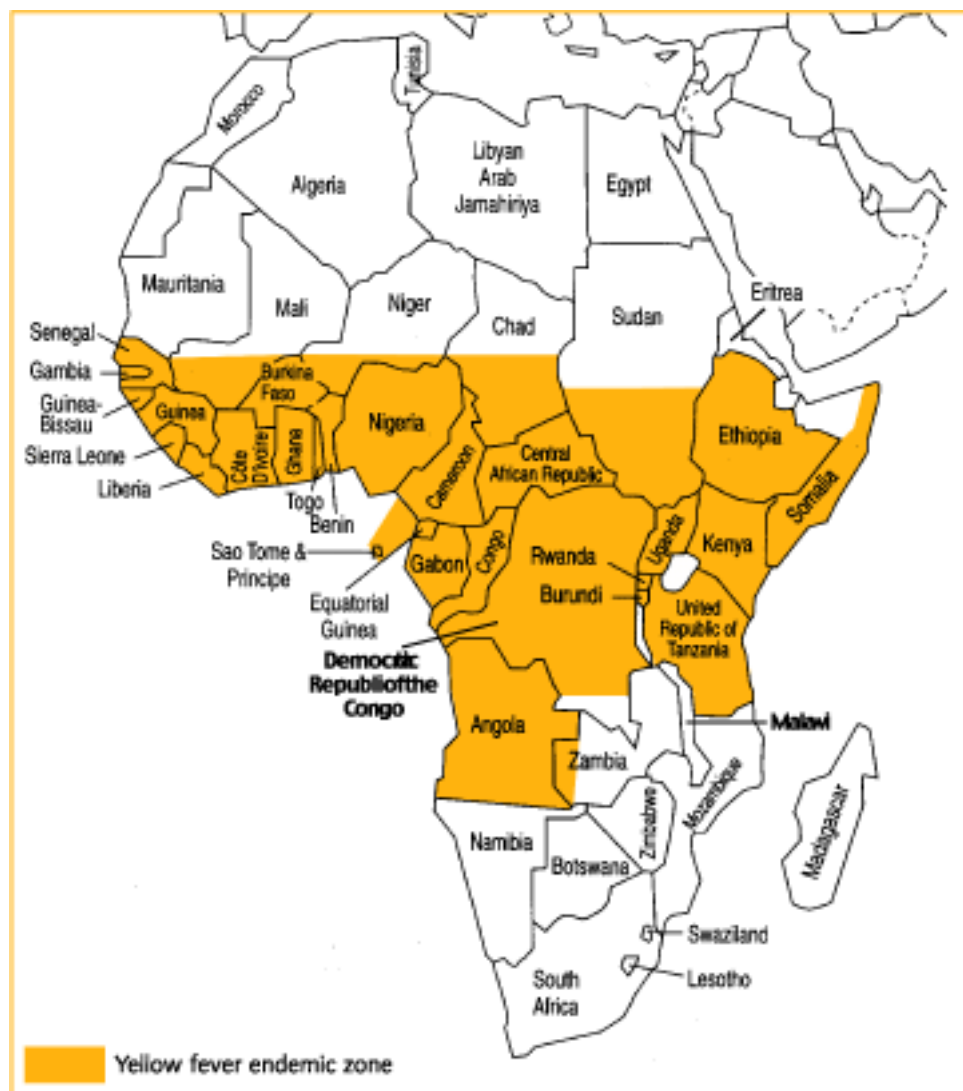 Tunisia
Morocco
Algeria
Libyan
Arab
Jamahiriya
Egypt
Mauritania
Mali
Niger
Chad
Sudan
Eritrea
Senegal
Gambia
Guinea-
Bissau
Sierra Leone
Liberia
Guinea
Burkina
Faso
Côte
D'Ivoire
Ghana
Togo
Benin
Nigeria
Cameroon
Central
African Republic
Ethiopia
Somalia
Sao Tome &
Principe
Equatorial
Guinea
Gabon
Congo
Rwanda
Burundi
Uganda
Kenya
United
Republic of
Tanzania
Democratic
Republiofthe
Congo
Angola
Zambia
Malawi
Mozambique
Zimbabwe
Madagascar
Namibia
Botswana
Swaziland
Lesotho
South
Africa
Yellow fever endemic zone